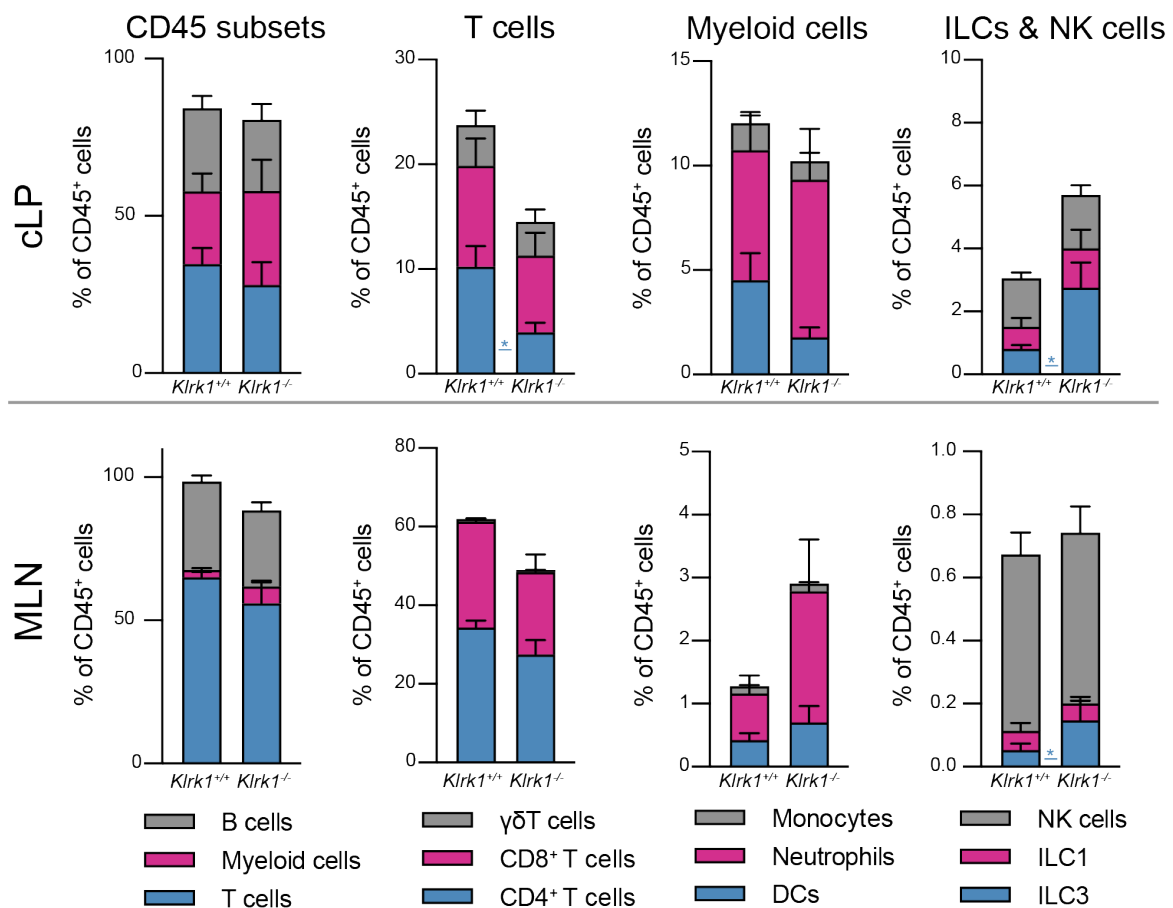 CD45 subsets T cells Myeloid cells ILCs & NK cells
cLP
% of CD45⁺ cells
100
50
0
Klrk1⁺/⁺ Klrk1⁻/⁻
% of CD45⁺ cells
30
20
10
0
*
Klrk1⁺/⁺ Klrk1⁻/⁻
% of CD45⁺ cells
15
10
5
0
Klrk1⁺/⁺ Klrk1⁻/⁻
% of CD45⁺ cells
10
8
6
4
2
0
*
Klrk1⁺/⁺ Klrk1⁻/⁻
MLN
% of CD45⁺ cells
100
50
0
Klrk1⁺/⁺ Klrk1⁻/⁻
% of CD45⁺ cells
80
60
40
20
0
Klrk1⁺/⁺ Klrk1⁻/⁻
% of CD45⁺ cells
5
4
3
2
1
0
Klrk1⁺/⁺ Klrk1⁻/⁻
% of CD45⁺ cells
1.0
0.8
0.6
0.4
0.2
0.0
*
Klrk1⁺/⁺ Klrk1⁻/⁻
B cells
Myeloid cells
T cells
γδT cells
CD8⁺ T cells
CD4⁺ T cells
Monocytes
Neutrophils
DCs
NK cells
ILC1
ILC3